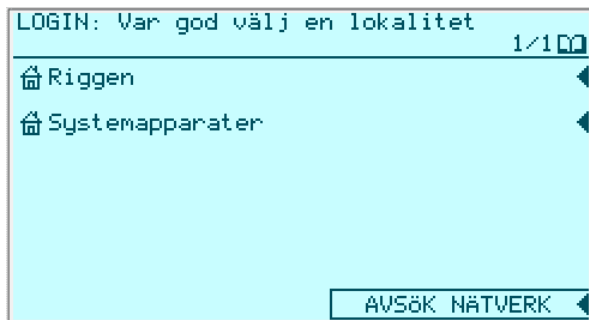 LOGIN: Var god välj en lokalitet
1/1
Riggen
Systemapparater
AVSÖK NÄTVERK